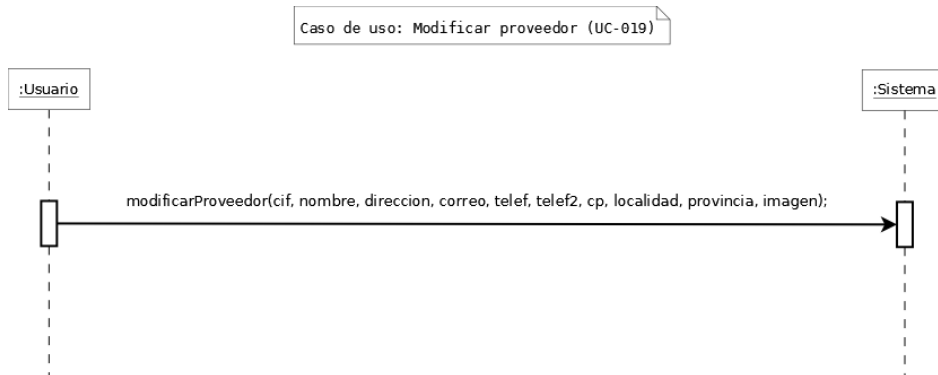 Caso de uso: Modificar proveedor (UC-019)
:Usuario
:Sistema
modificarProveedor(cif, nombre, direccion, correo, telef, telef2, cp, localidad, provincia, imagen);